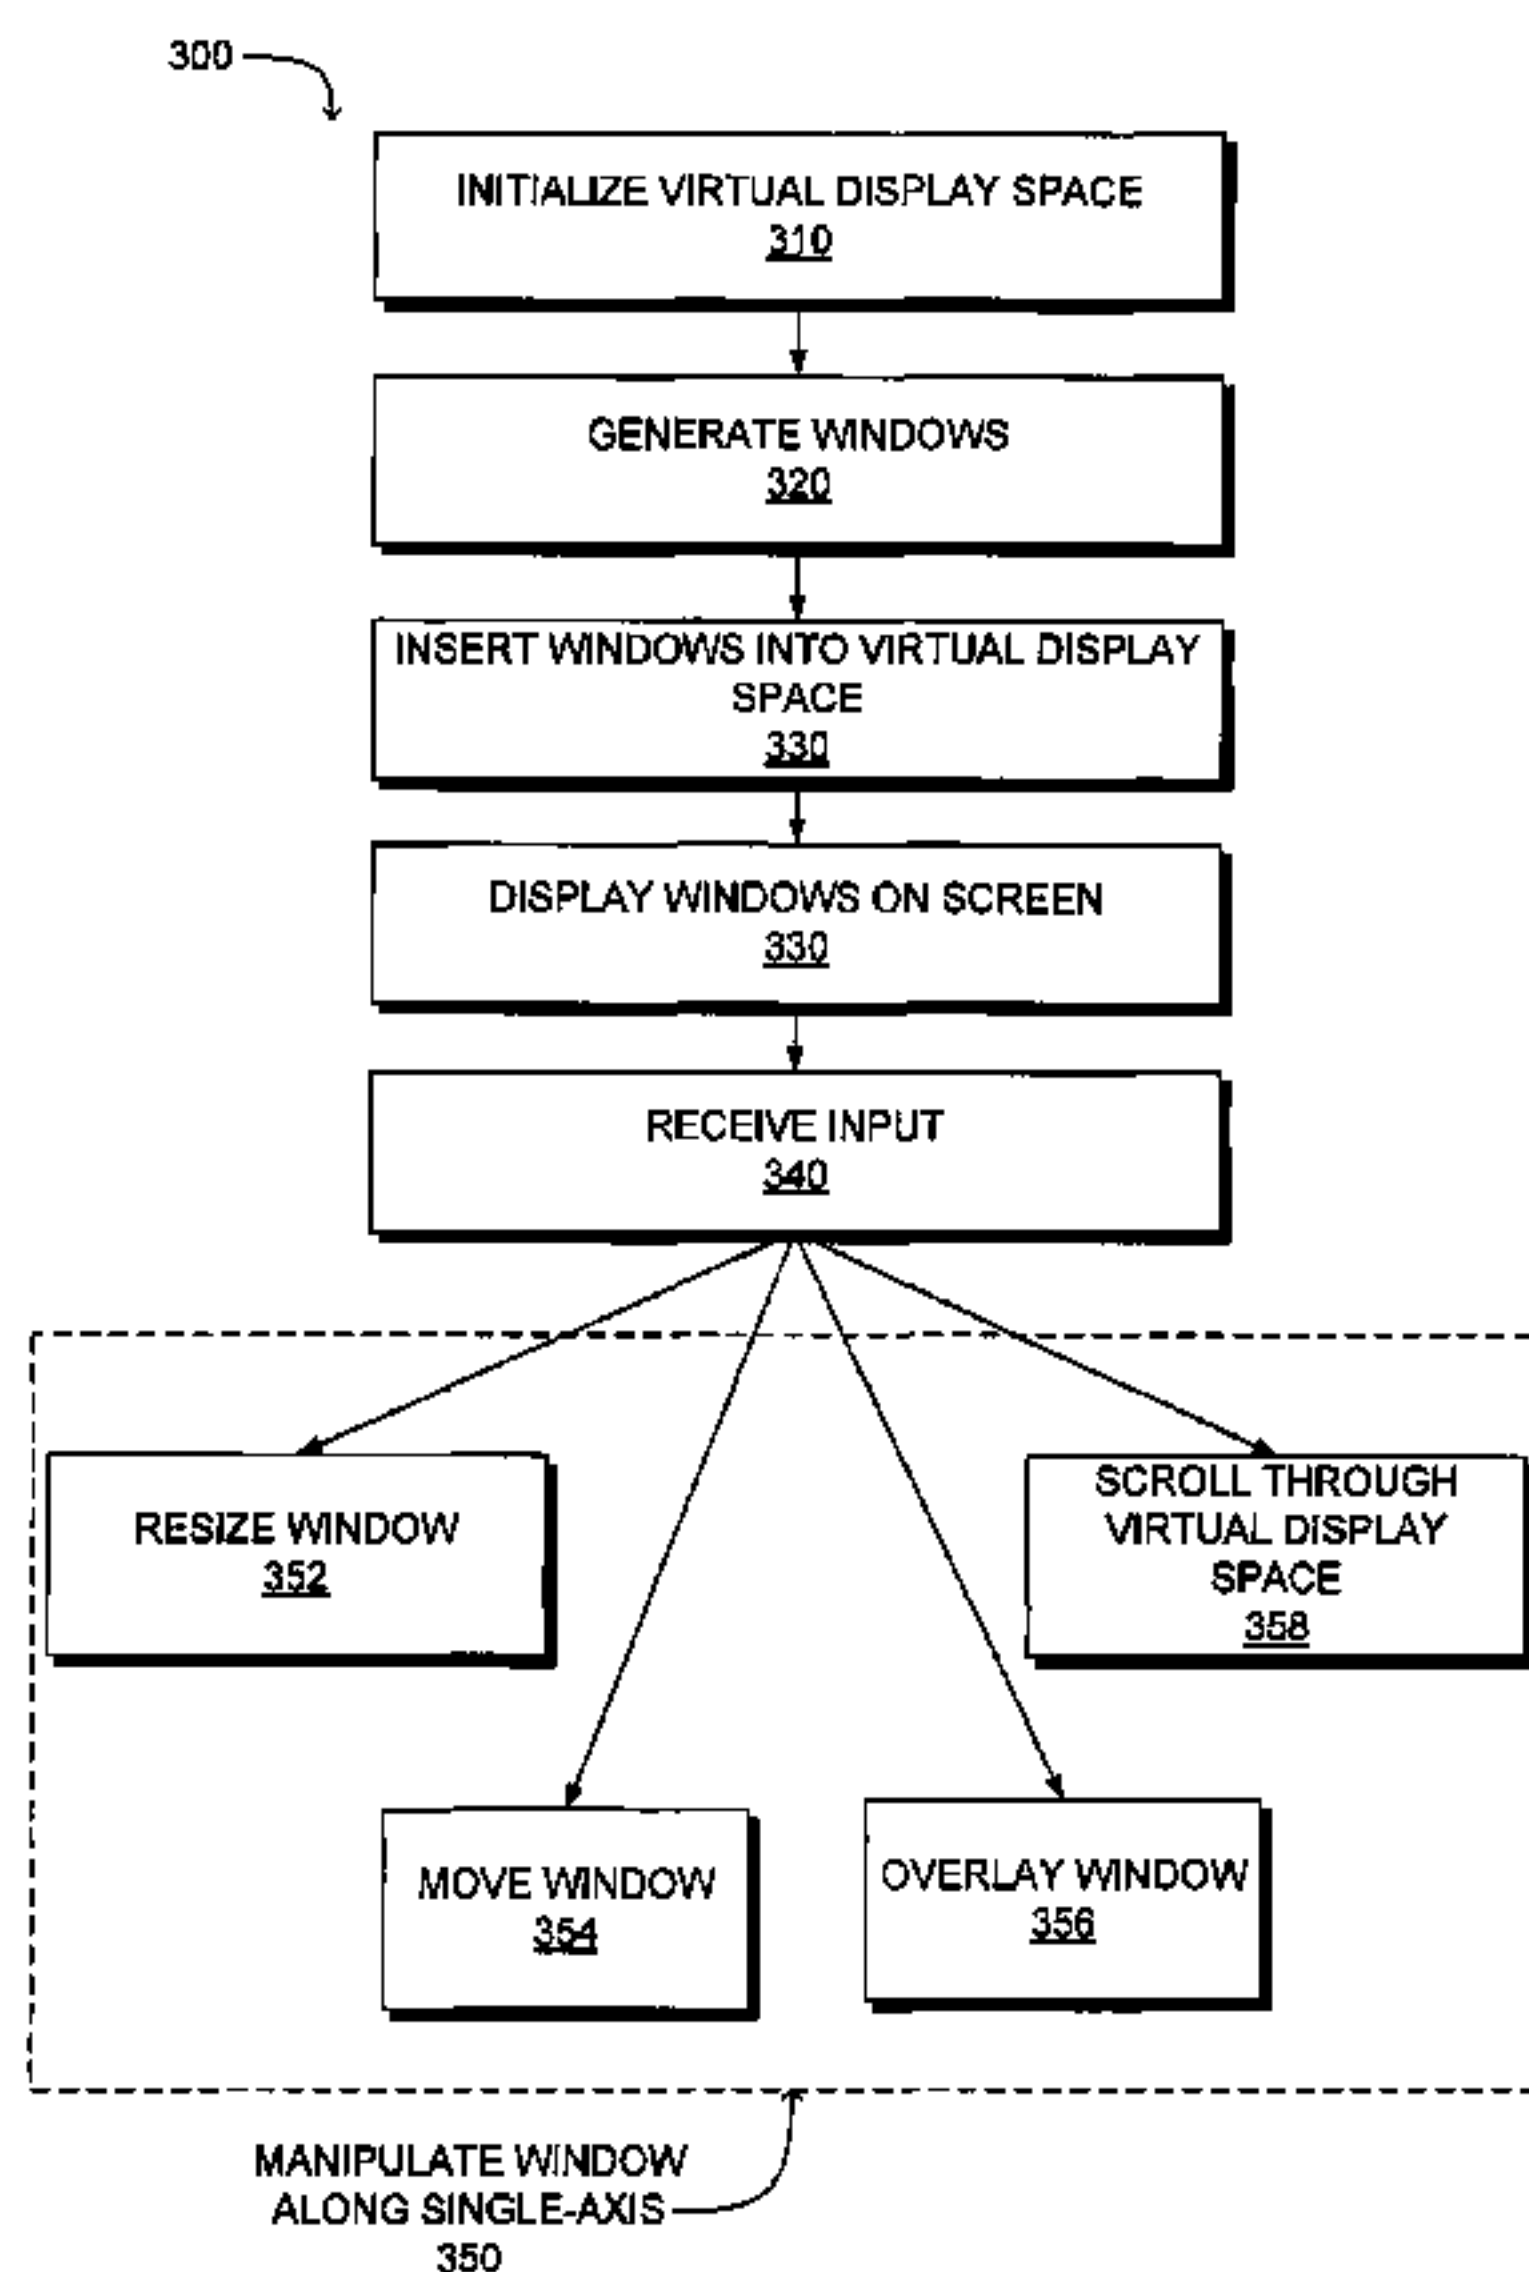 300
INITIALIZE VIRTUAL DISPLAY SPACE
310
GENERATE WINDOWS
320
INSERT WINDOWS INTO VIRTUAL DISPLAY
SPACE
330
DISPLAY WINDOWS ON SCREEN
330
RECEIVE INPUT
340
RESIZE WINDOW
352
SCROLL THROUGH
VIRTUAL DISPLAY
SPACE
358
MOVE WINDOW
354
OVERLAY WINDOW
356
MANIPULATE WINDOW
ALONG SINGLE-AXIS
350